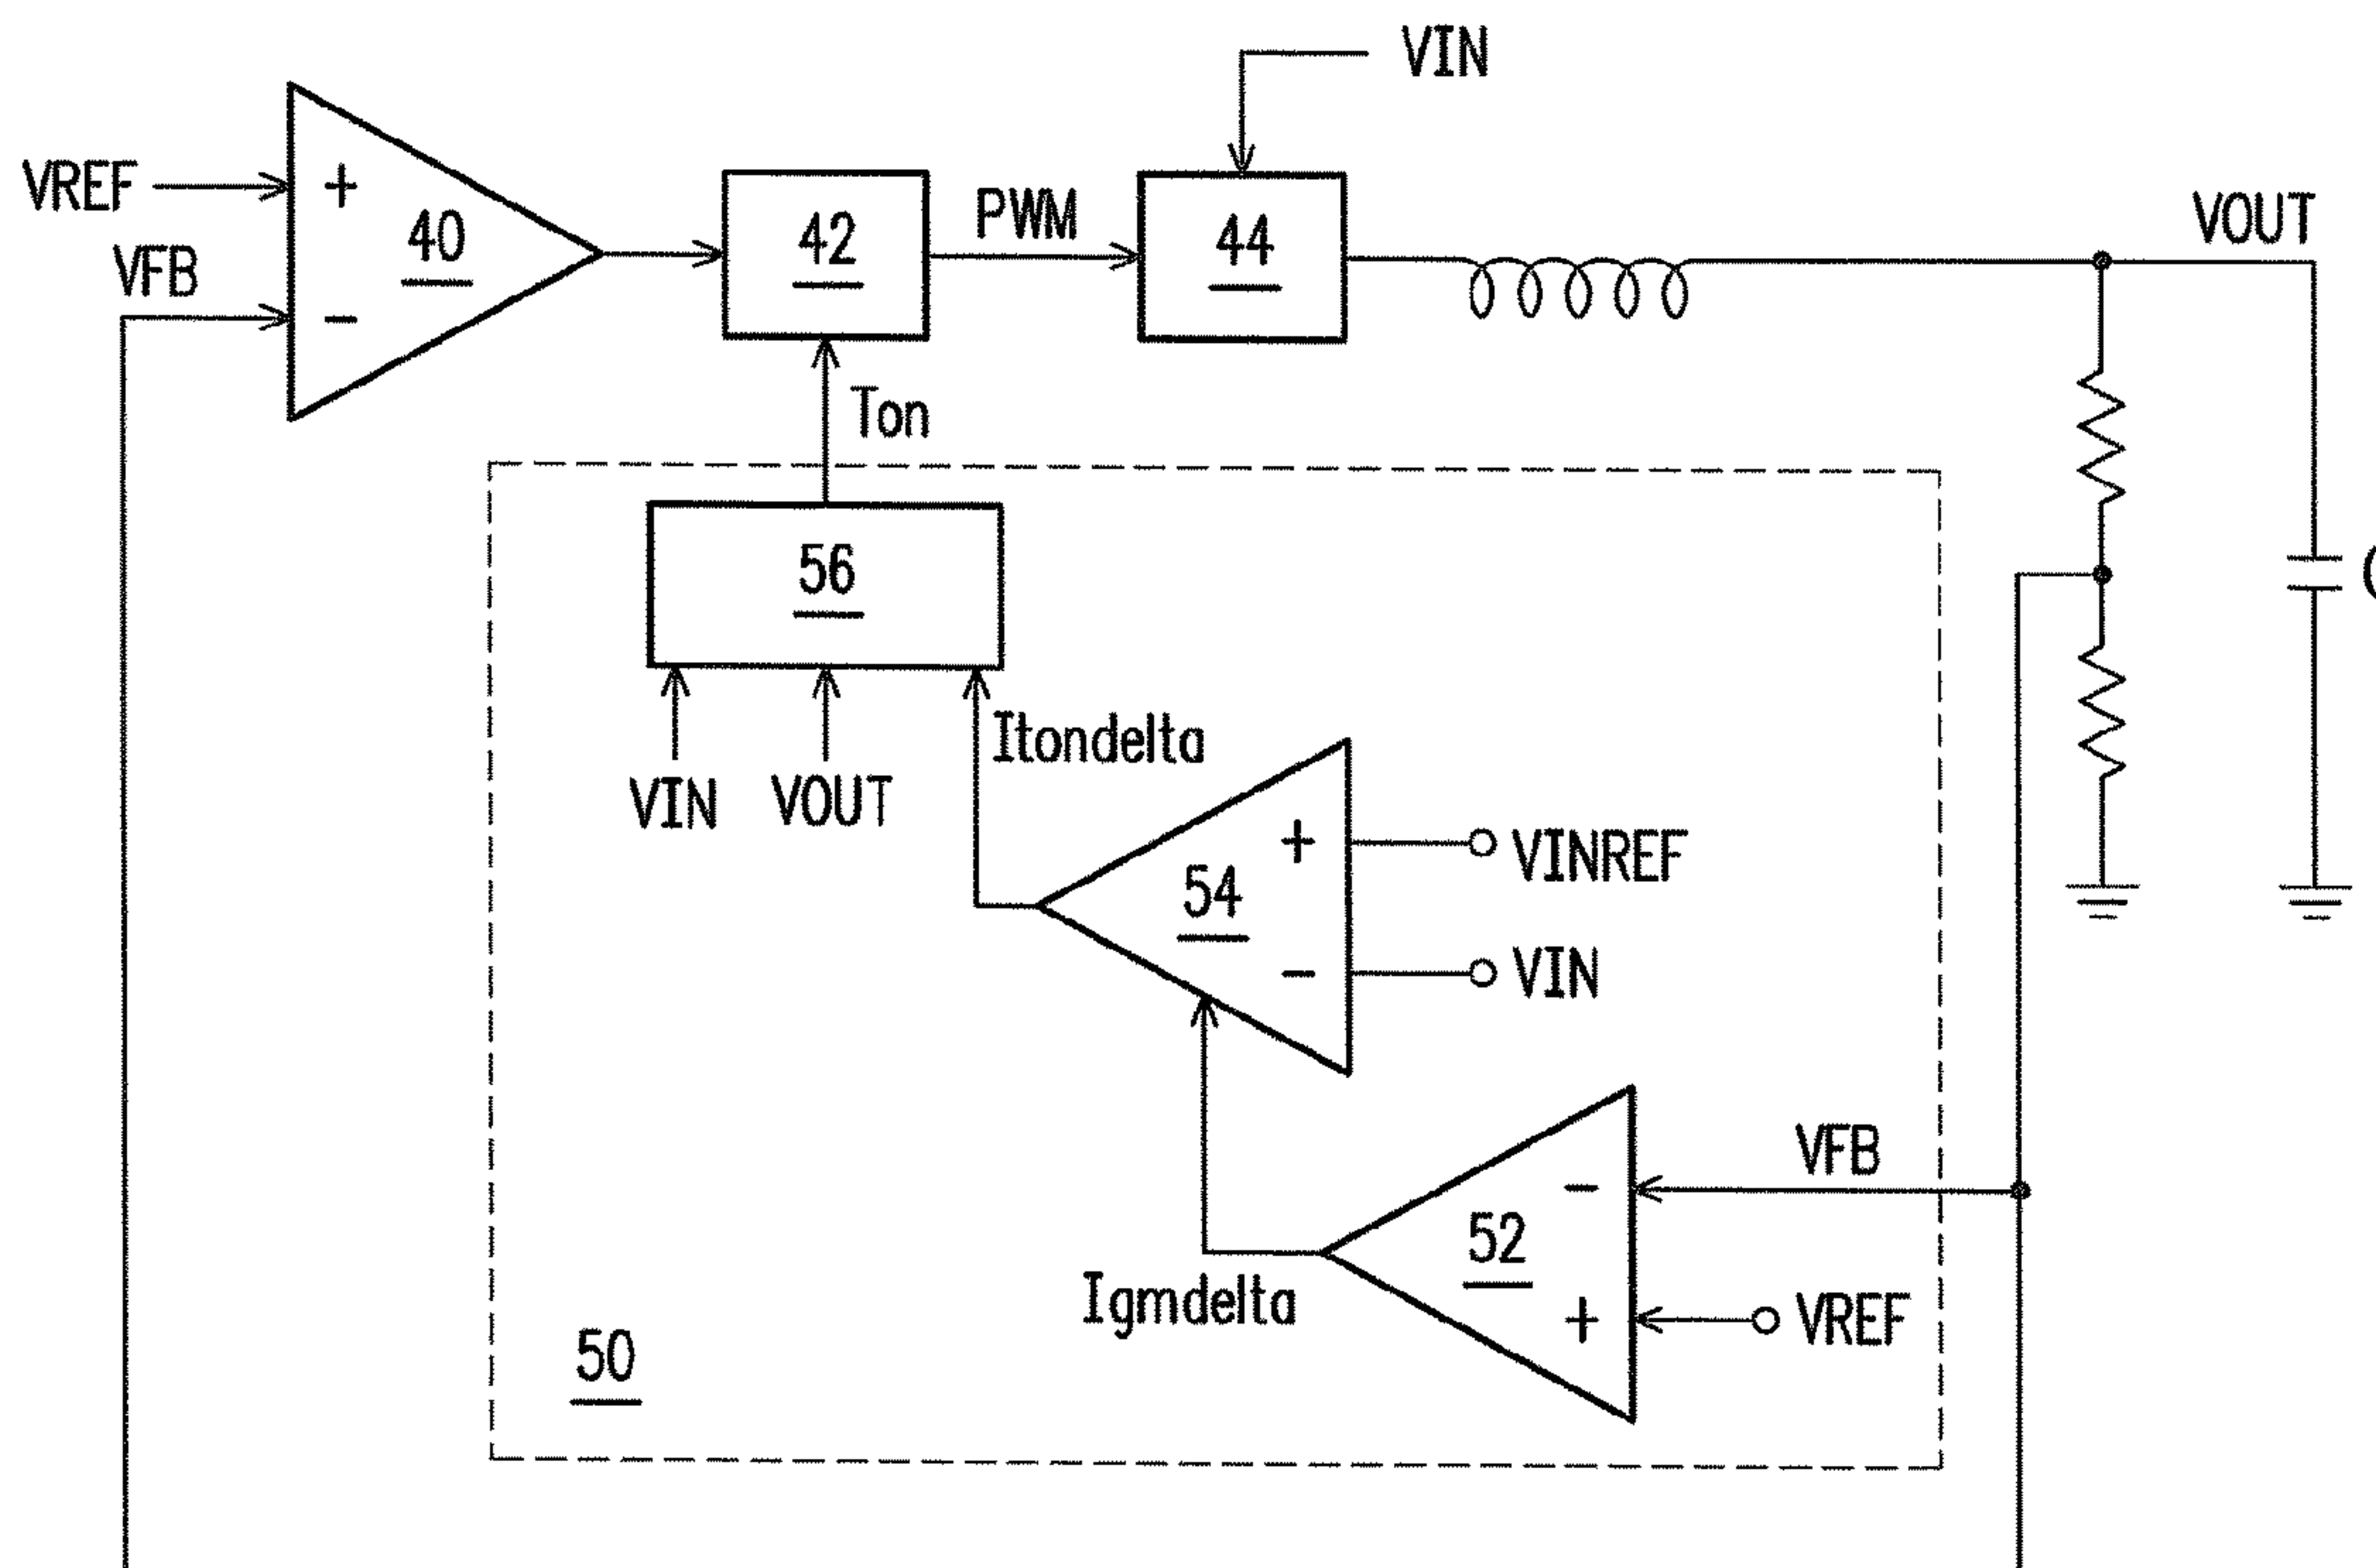 VIN
VREF
+
40
VFB
-
42
PWM
44
VOUT
Ton
56
Itondelta
VIN
VOUT
+
VINREF
54
-
VIN
VFB
-
52
Igmdelta
+
VREF
50